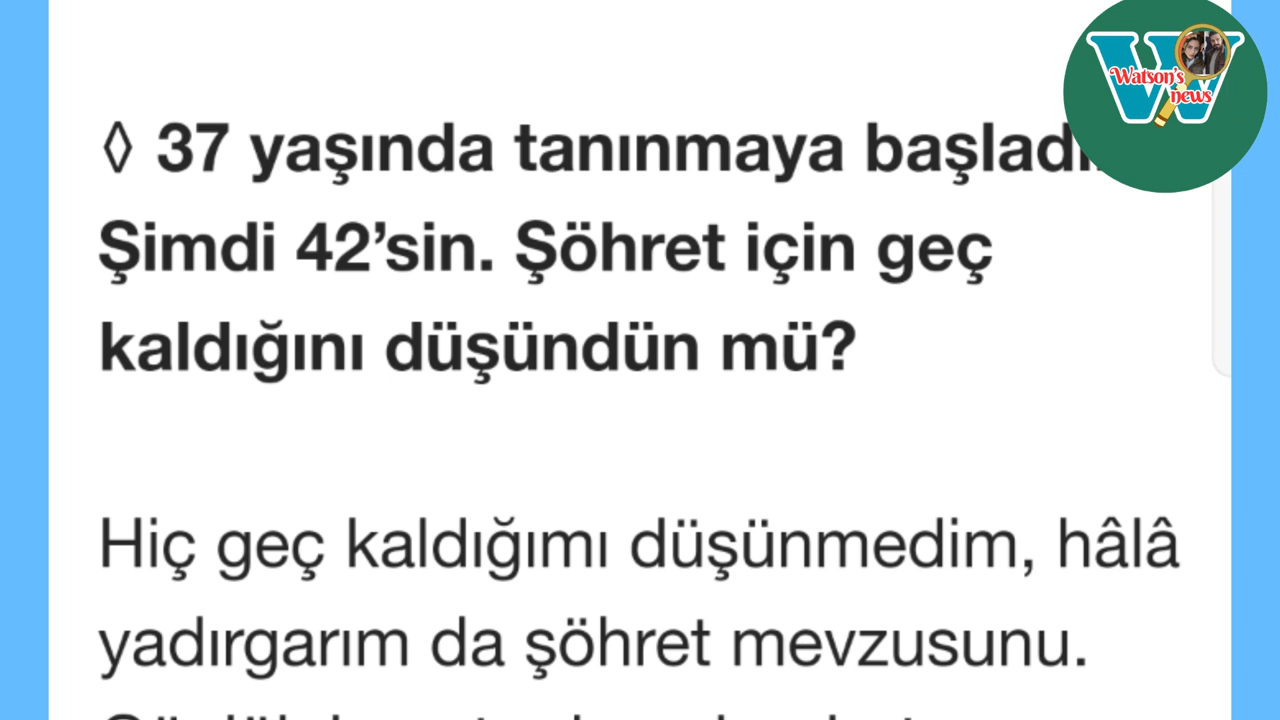 Watson's
news
◊ 37 yaşında tanınmaya
Şimdi 42’sin. Şöhret için geç
kaldığını düşündün mü?
Hiç geç kaldığımı düşünmedim, hâlâ
yadırgarım da şöhret mevzusunu.